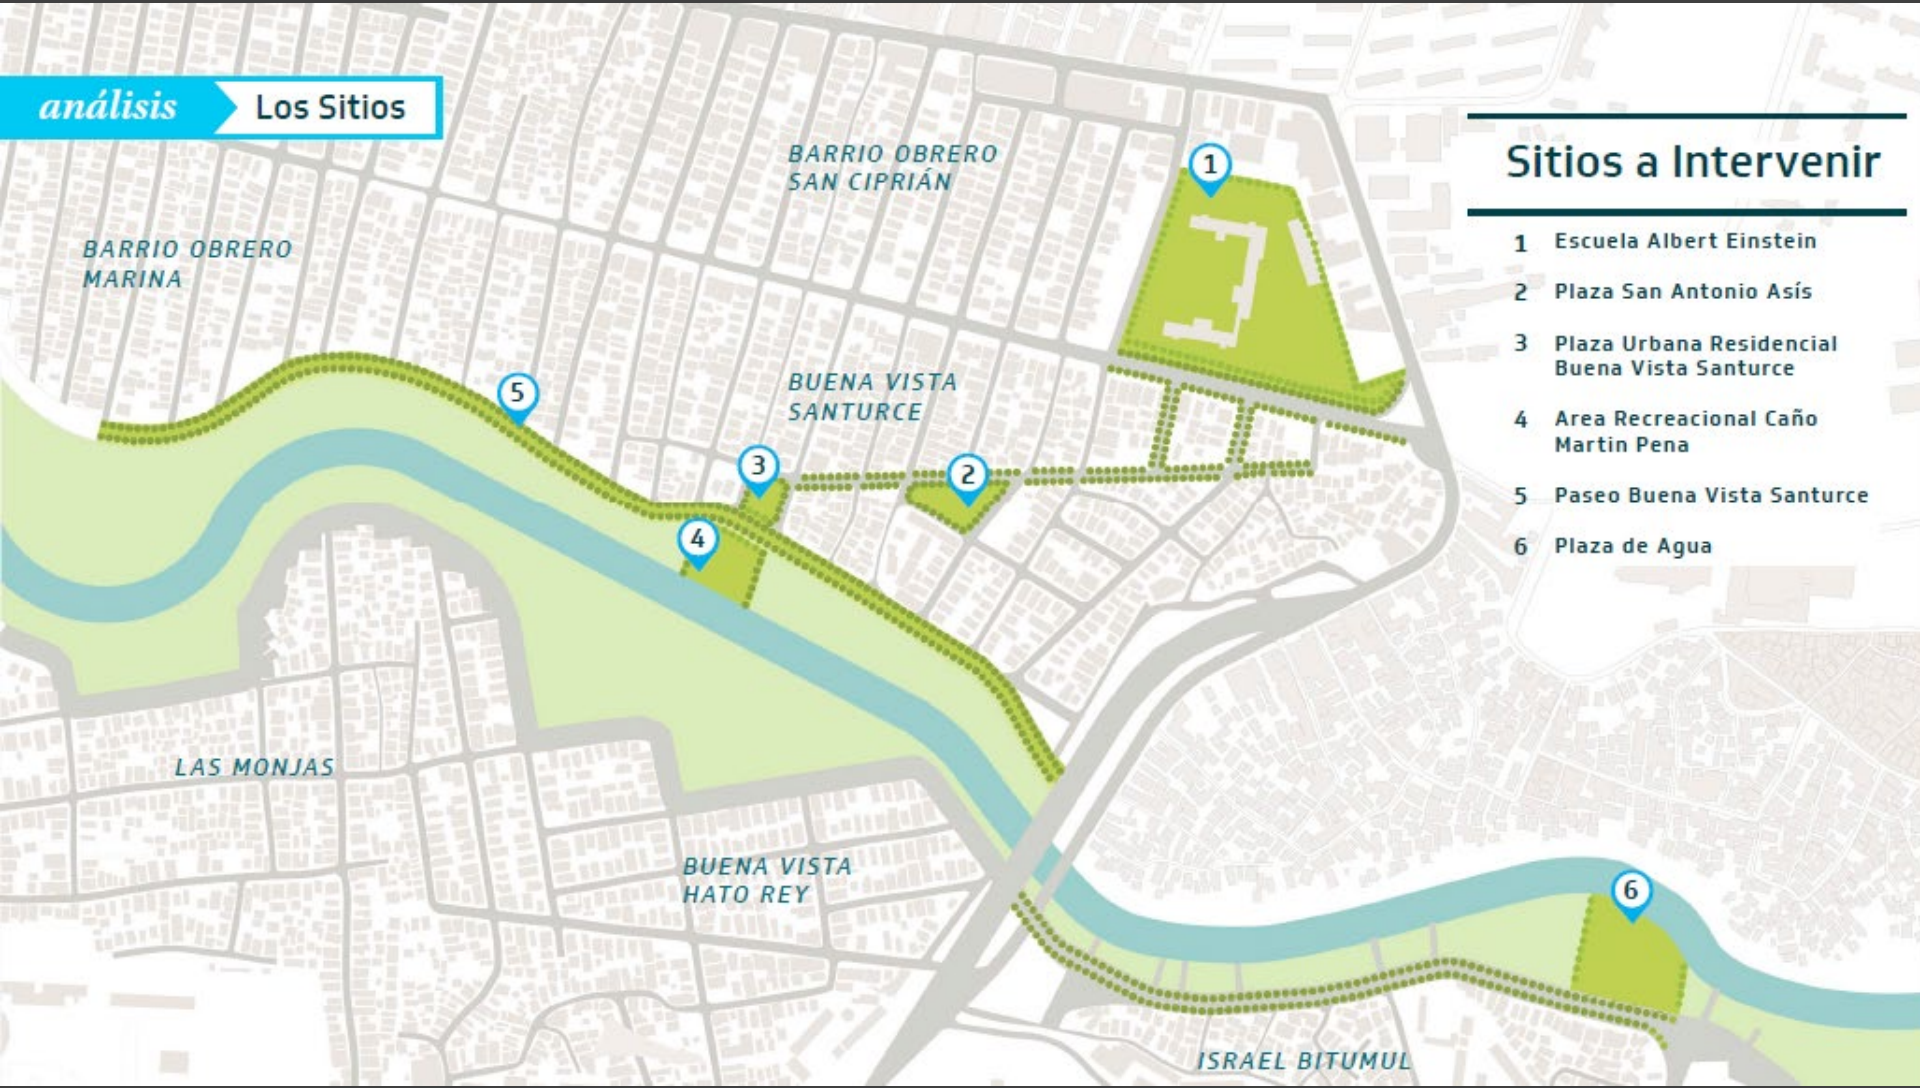 análisis Los Sitios
BARRIO OBRERO
SAN CIPRIÁN
BARRIO OBRERO
MARINA
BUENA VISTA
SANTURCE
LAS MONJAS
BUENA VISTA
HATO REY
ISRAEL BITUMUL
1
2
3
4
5
6
Sitios a Intervenir
1 Escuela Albert Einstein
2 Plaza San Antonio Asís
3 Plaza Urbana Residencial
Buena Vista Santurce
4 Area Recreacional Caño
Martin Pena
5 Paseo Buena Vista Santurce
6 Plaza de Agua